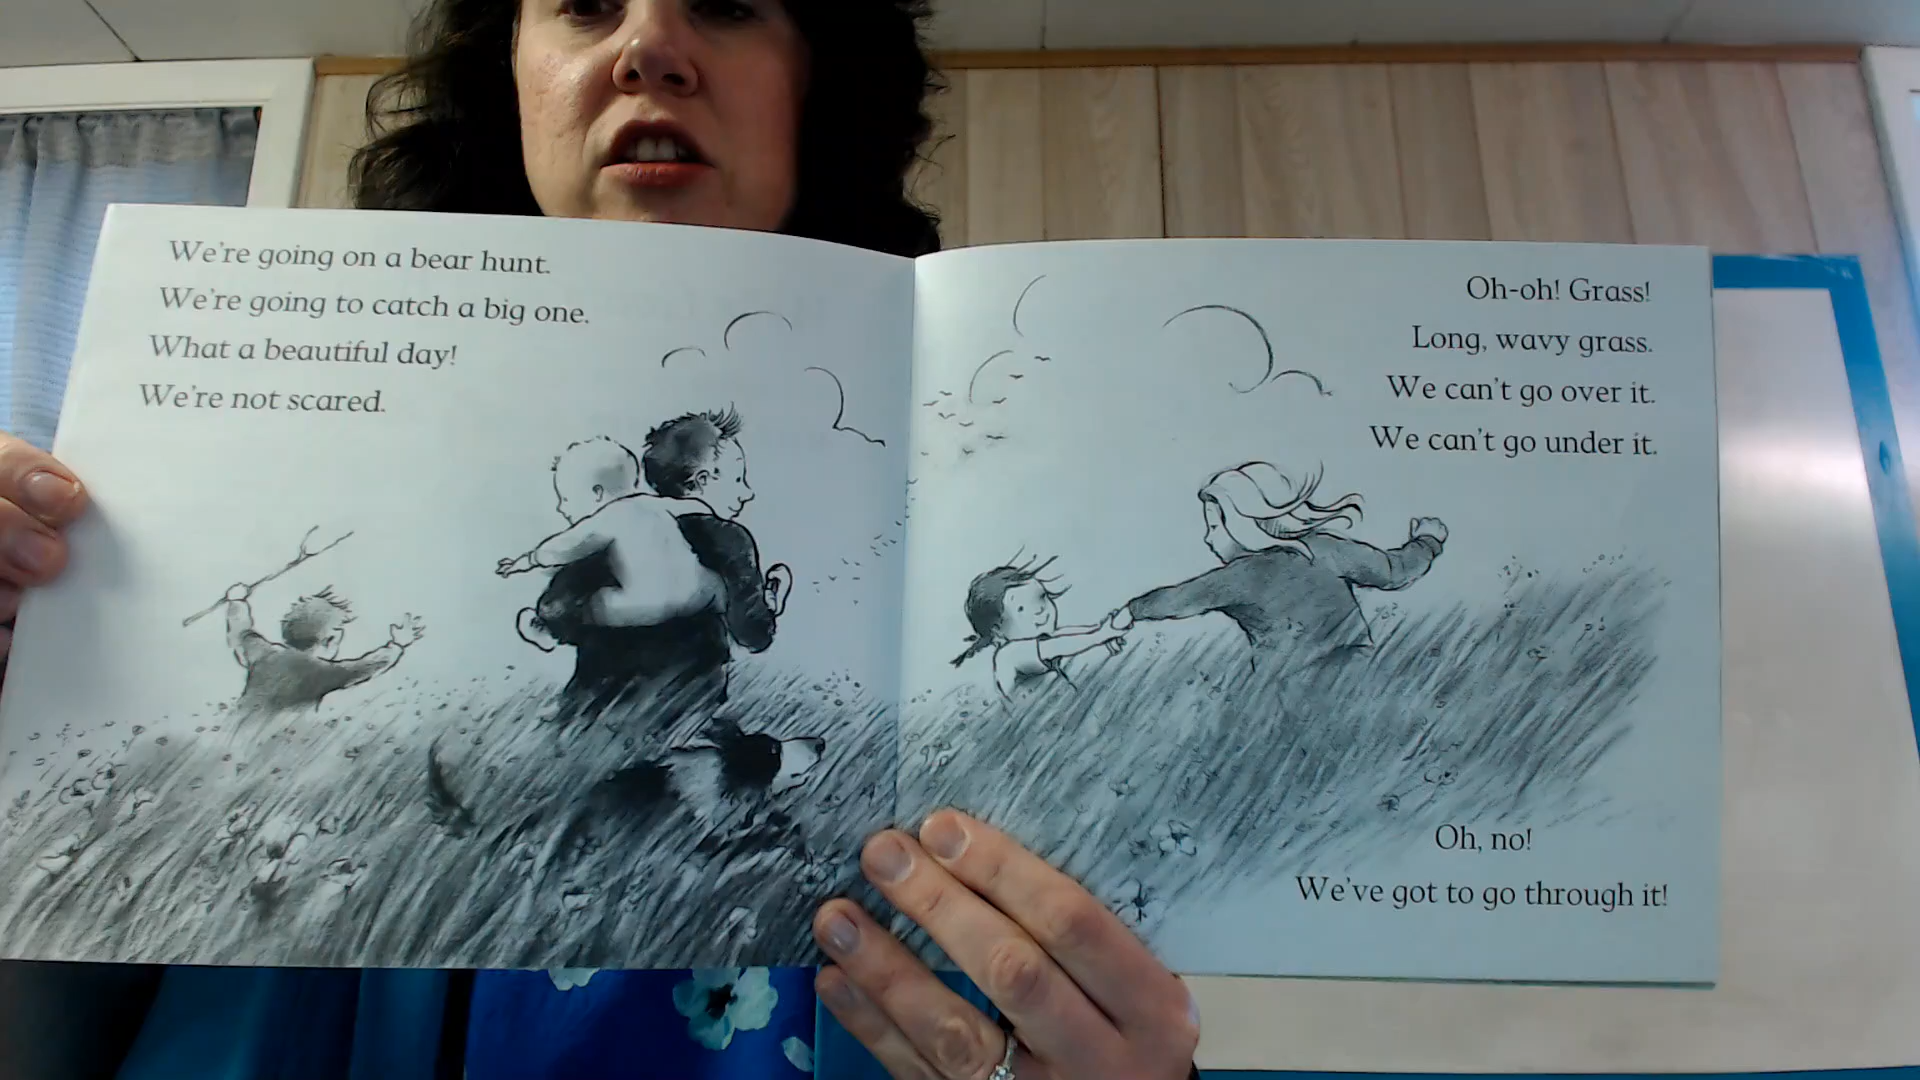 We're going on a bear hunt.
We're going to catch a big one.
What a beautiful day!
We're not scared.
Oh-oh! Grass!
Long, wavy grass.
We can't go over it.
We can't go under it.
Oh, no!
We've got to go through it!